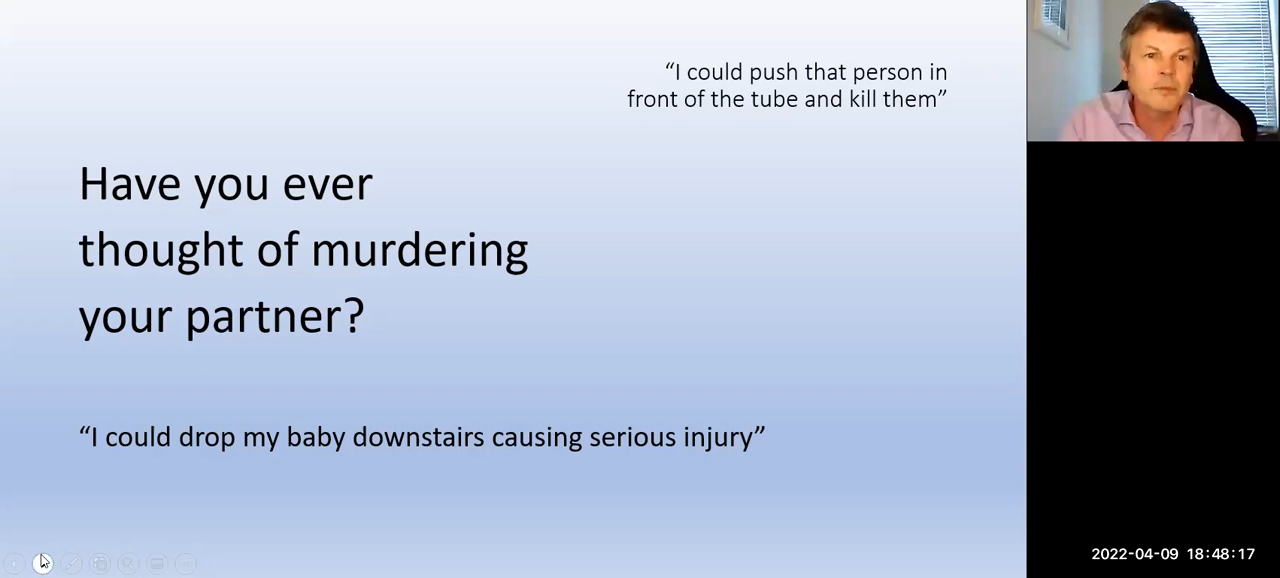 “I could push that person in
front of the tube and kill them”
Have you ever
thought of murdering
your partner?
“I could drop my baby downstairs causing serious injury”
2022-04-09 18:48:17